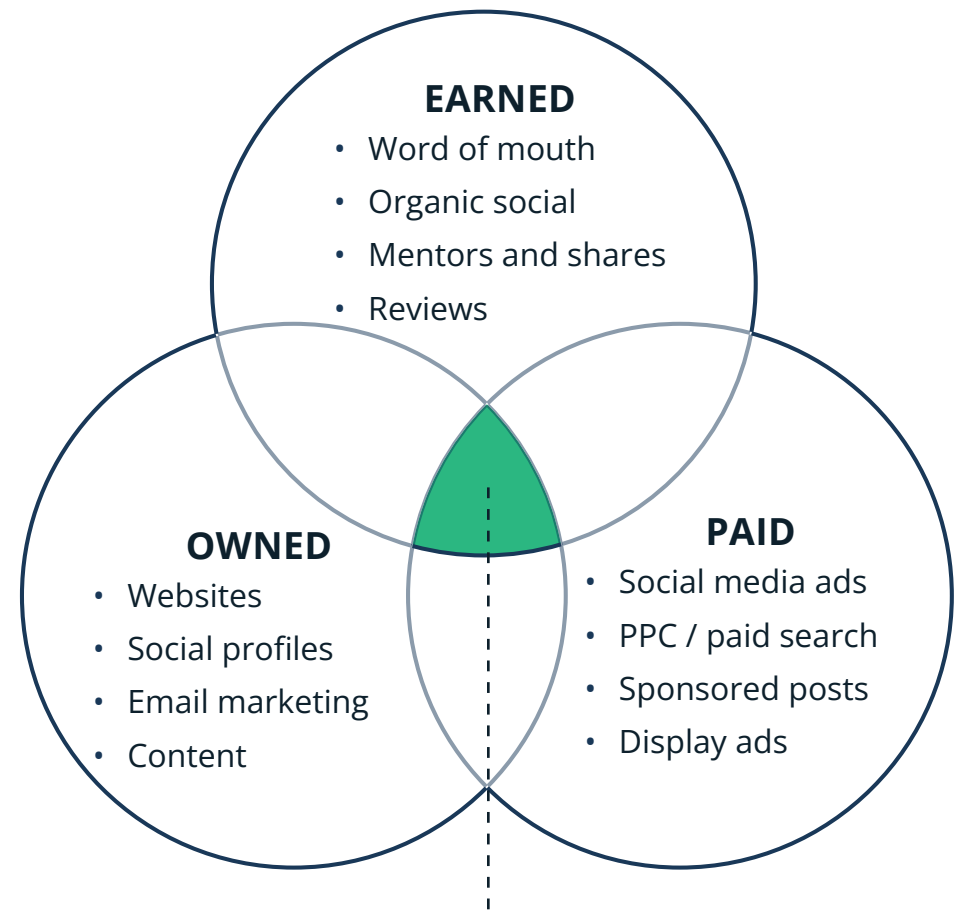 EARNED
• Word of mouth
• Organic social
• Mentors and shares
• Reviews
OWNED
• Websites
• Social profiles
• Email marketing
• Content
PAID
• Social media ads
• PPC / paid search
• Sponsored posts
• Display ads